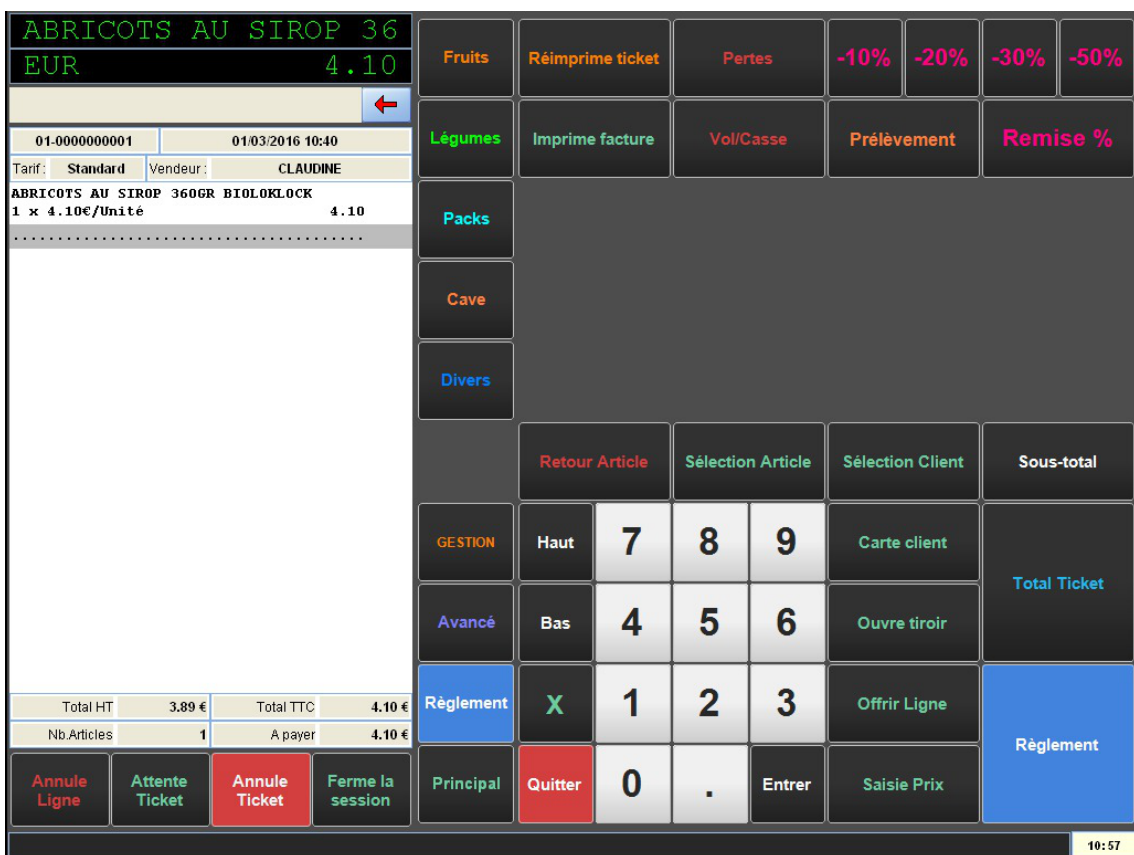 ABRICOTS AU SIROP 36
EUR 4.10
01-0000000001 01/03/2016 10:40
Tarif : Standard Vendeur : CLAUDINE
ABRICOTS AU SIROP 360GR BIOLOKLOCK
1 x 4.10€/Unité 4.10
........................................
Total HT 3.89 € Total TTC 4.10 €
Nb.Articles 1 A payer 4.10 €
Annule Ligne
Attente Ticket
Annule Ticket
Ferme la session
Fruits Réimprime ticket Pertes -10% -20% -30% -50%
Légumes Imprime facture Vol/Casse Prélèvement Remise %
Packs
Cave
Divers
Retour Article Sélection Article Sélection Client Sous-total
GESTION Haut 7 8 9 Carte client
Total Ticket
Avancé Bas 4 5 6 Ouvre tiroir
Règlement X 1 2 3 Offrir Ligne
Règlement
Principal Quitter 0 . Entrer Saisie Prix
10:57